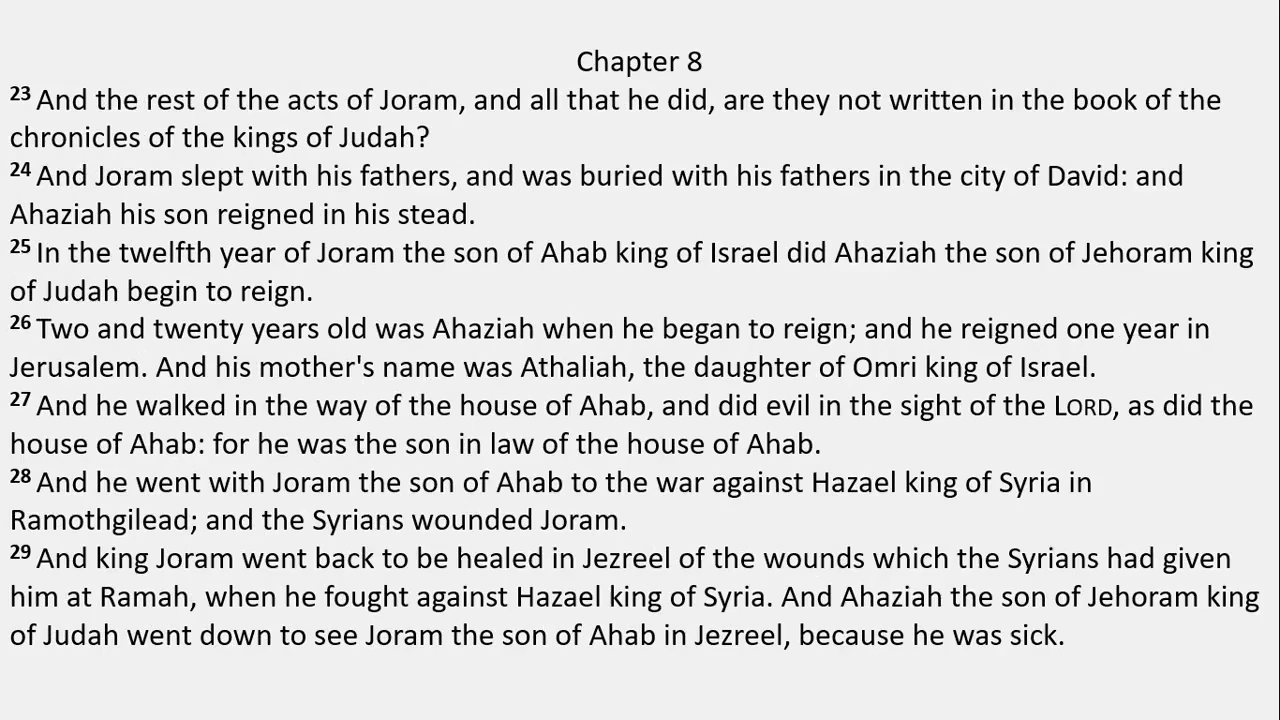 Chapter 8
23 And the rest of the acts of Joram, and all that he did, are they not written in the book of the
chronicles of the kings of Judah?
24 And Joram slept with his fathers, and was buried with his fathers in the city of David: and
Ahaziah his son reigned in his stead.
25 In the twelfth year of Joram the son of Ahab king of Israel did Ahaziah the son of Jehoram king
of Judah begin to reign.
26 Two and twenty years old was Ahaziah when he began to reign; and he reigned one year in
Jerusalem. And his mother's name was Athaliah, the daughter of Omri king of Israel.
27 And he walked in the way of the house of Ahab, and did evil in the sight of the LORD, as did the
house of Ahab: for he was the son in law of the house of Ahab.
28 And he went with Joram the son of Ahab to the war against Hazael king of Syria in
Ramothgilead; and the Syrians wounded Joram.
29 And king Joram went back to be healed in Jezreel of the wounds which the Syrians had given
him at Ramah, when he fought against Hazael king of Syria. And Ahaziah the son of Jehoram king
of Judah went down to see Joram the son of Ahab in Jezreel, because he was sick.